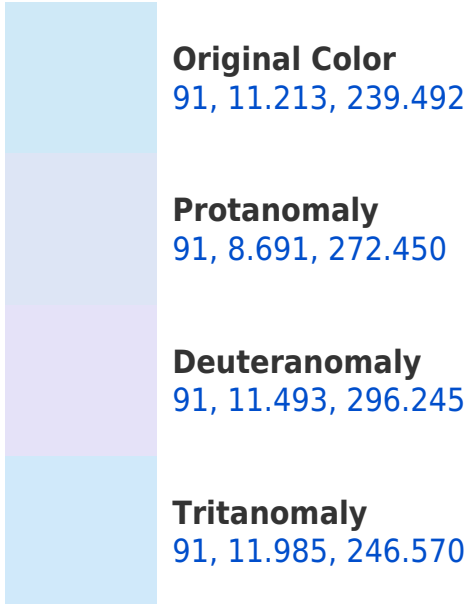 Original Color
91, 11.213, 239.492
Protanomaly
91, 8.691, 272.450
Deuteranomaly
91, 11.493, 296.245
Tritanomaly
91, 11.985, 246.570